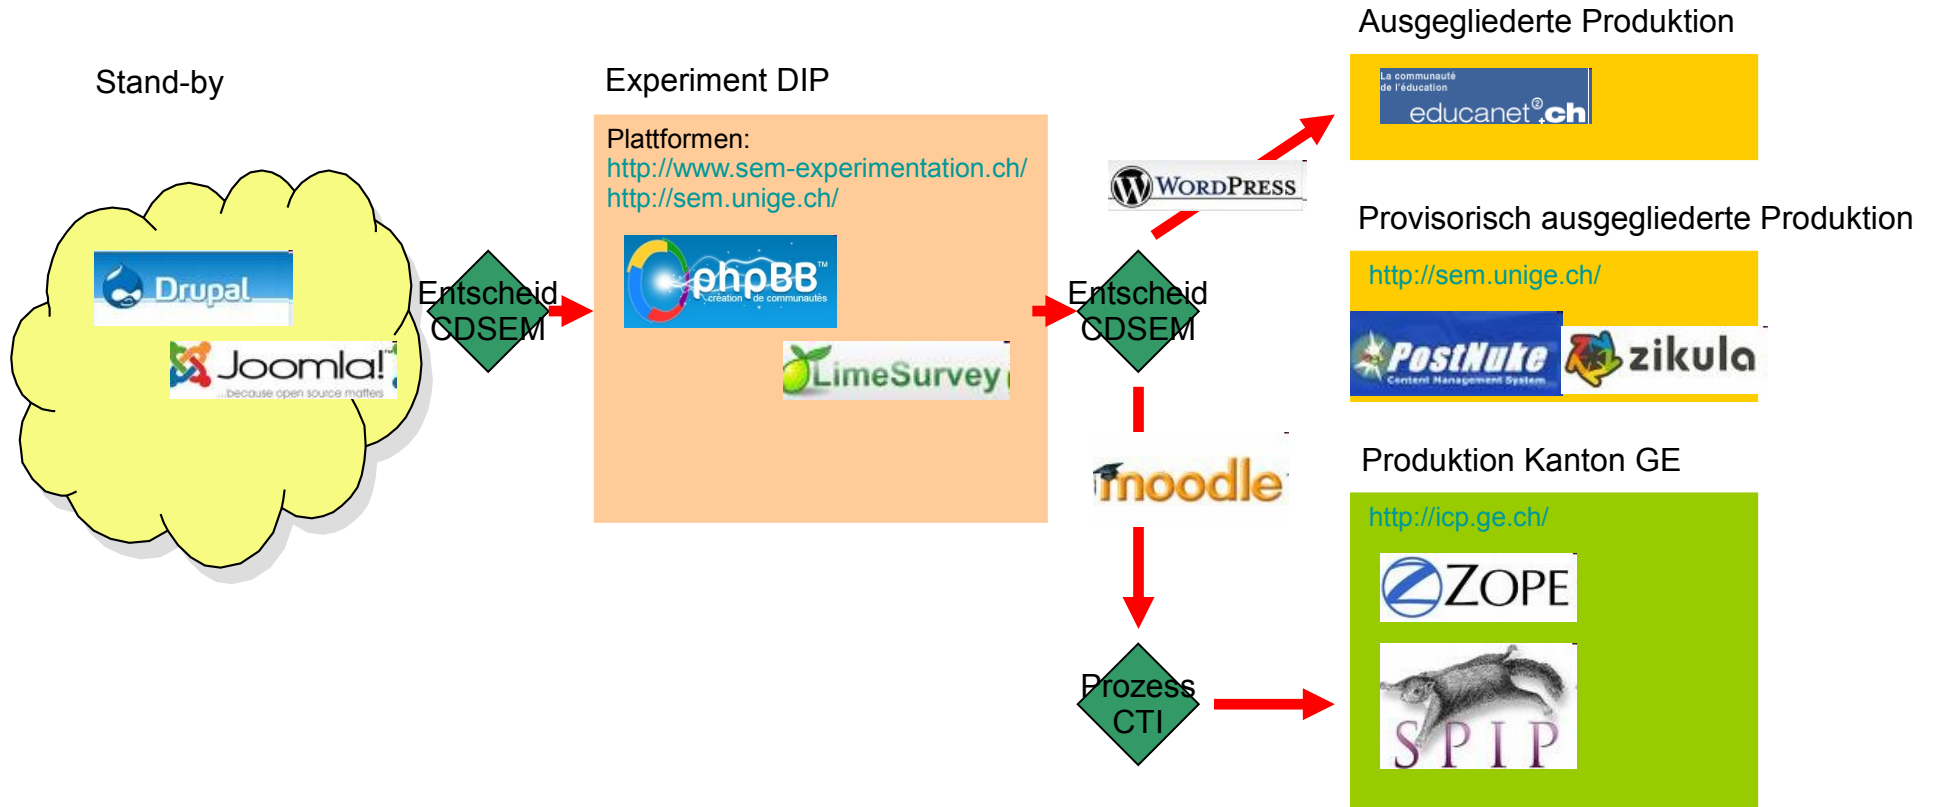 Stand-by
Drupal
Joomla!™
...because open source matters
Entscheid
CDSEM
Experiment DIP
Plattformen:
http://www.sem-experimentation.ch/
http://sem.unige.ch/
phpBB™
création de communautés
LimeSurvey
Entscheid
CDSEM
WORDPRESS
moodle
Prozess
CTI
Ausgegliederte Produktion
La communauté
de l'éducation
educanet².ch
Provisorisch ausgegliederte Produktion
http://sem.unige.ch/
PostNuke
Content Management System
zikula
Produktion Kanton GE
http://icp.ge.ch/
ZOPE
SPIP